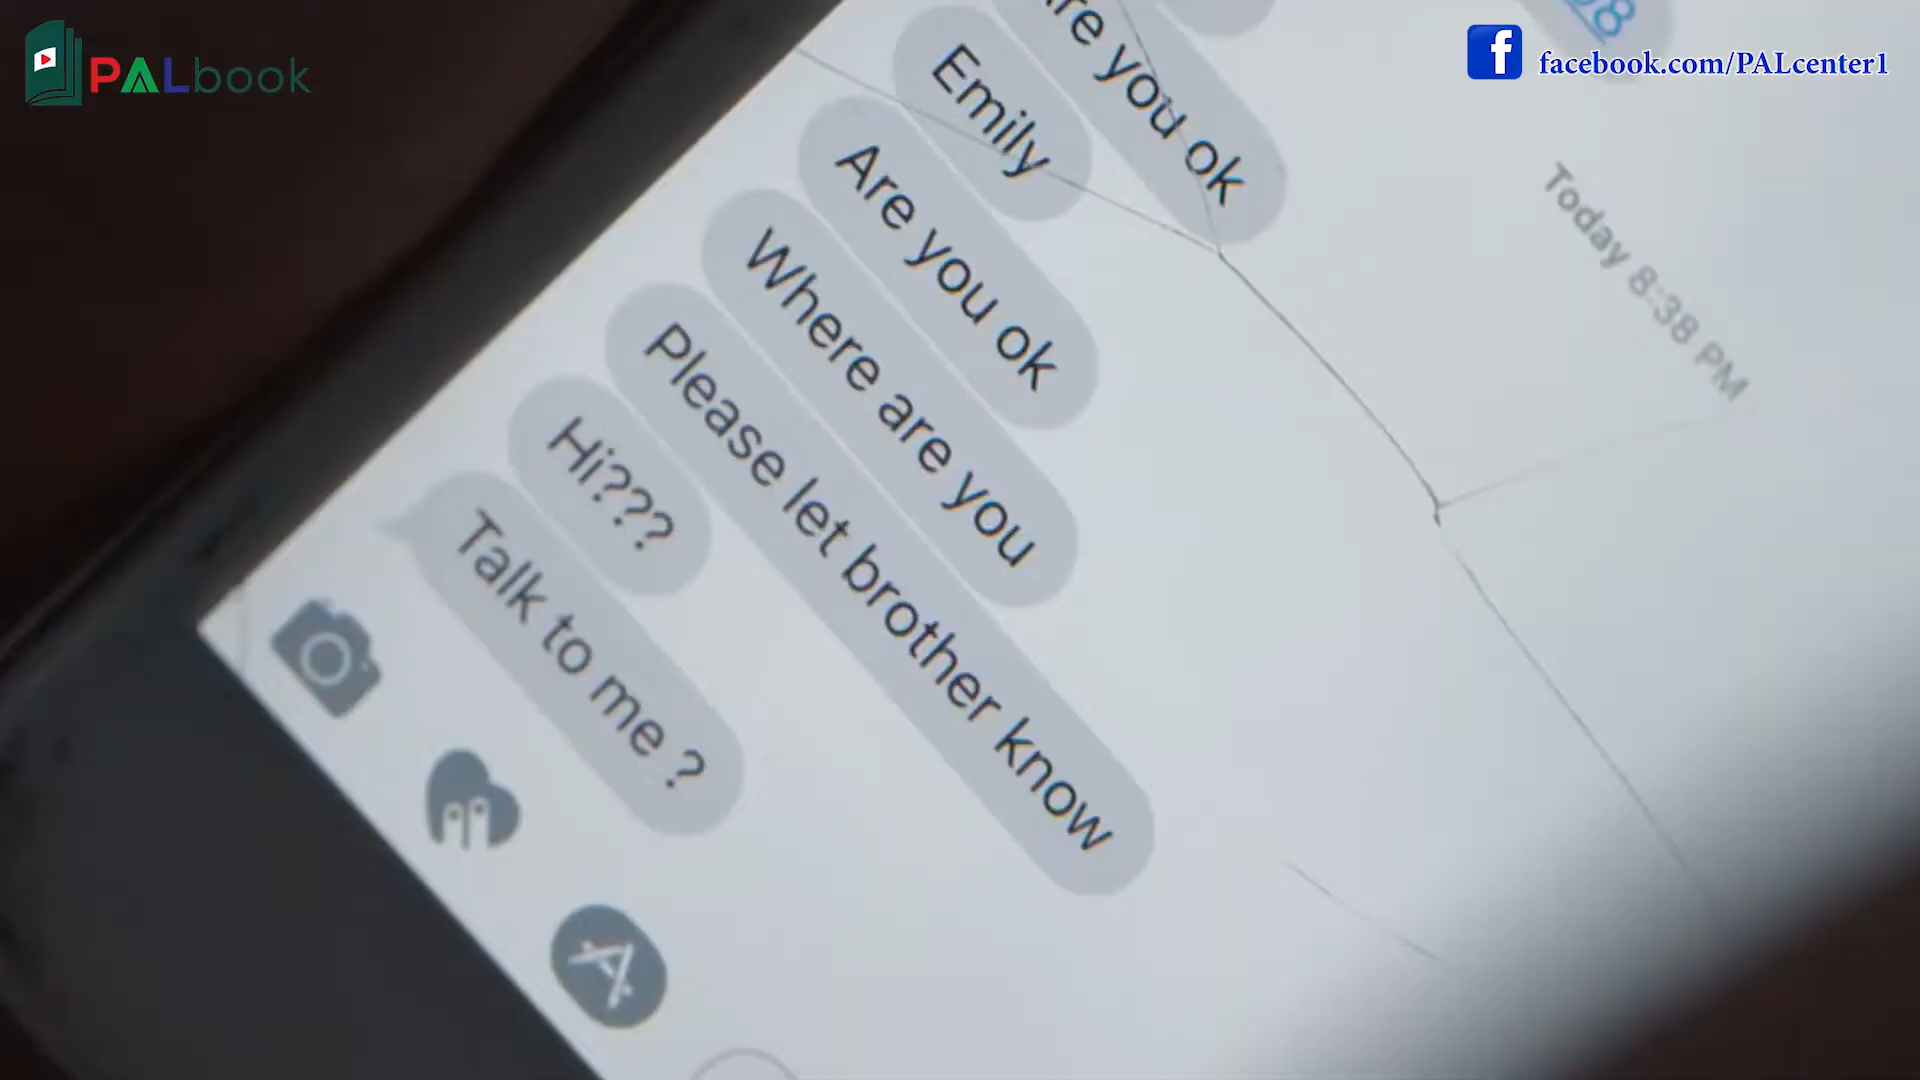 PALbook
facebook.com/PALcenter1
Today 8:38 PM
you ok
Emily
Are you ok
Where are you
Please let brother know
Hi???
Talk to me ?